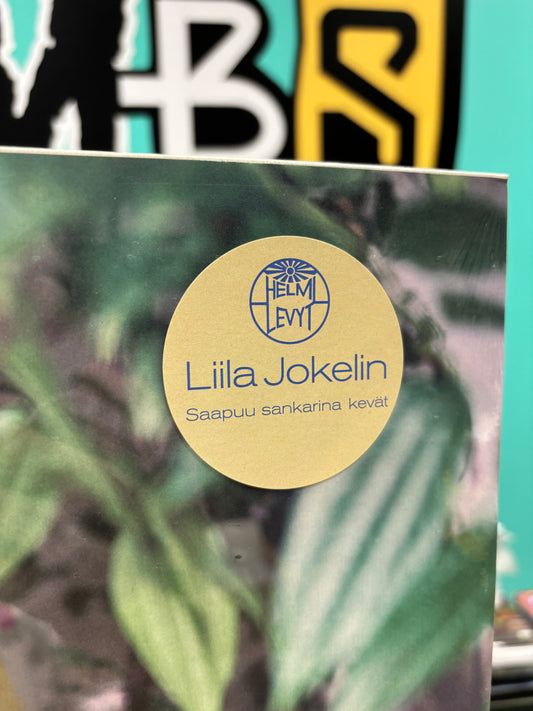 HELMI
LEVYT
Liila Jokelin
Saapuu sankarina kevät